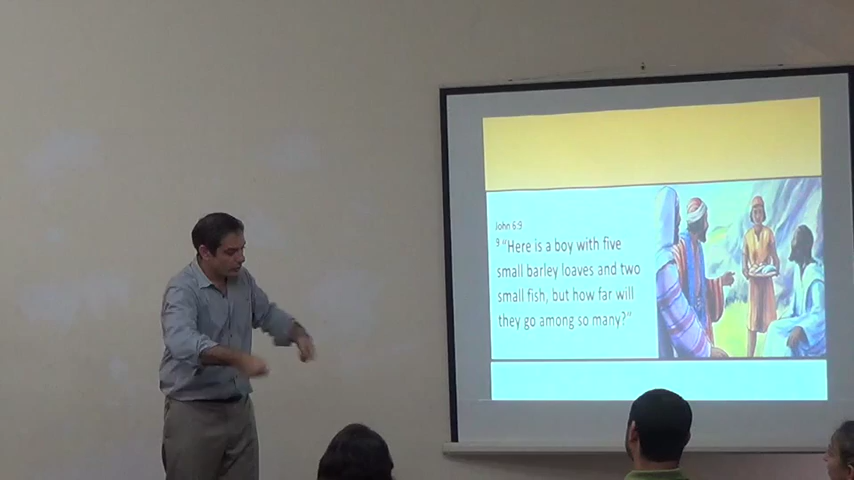 John 6:9
9 "Here is a boy with five
small barley loaves and two
small fish, but how far will
they go among so many?"